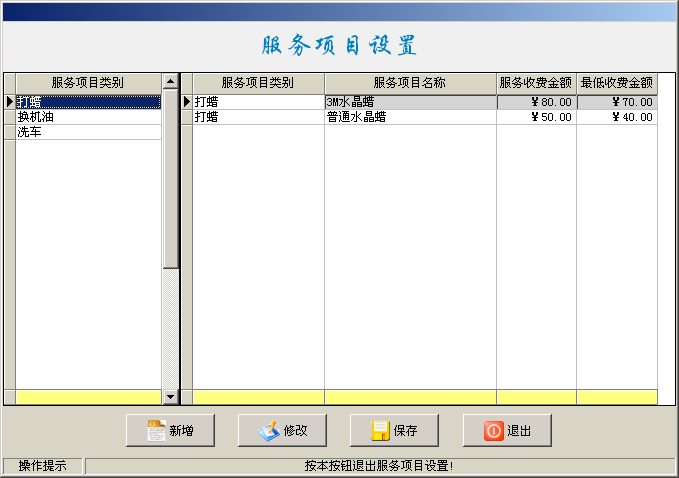 服务项目设置
服务项目类别
打蜡
换机油
洗车
服务项目类别 服务项目名称 服务收费金额 最低收费金额
打蜡 3M水晶蜡 ￥80.00 ￥70.00
打蜡 普通水晶蜡 ￥50.00 ￥40.00
新增 修改 保存 退出
操作提示 按本按钮退出服务项目设置!